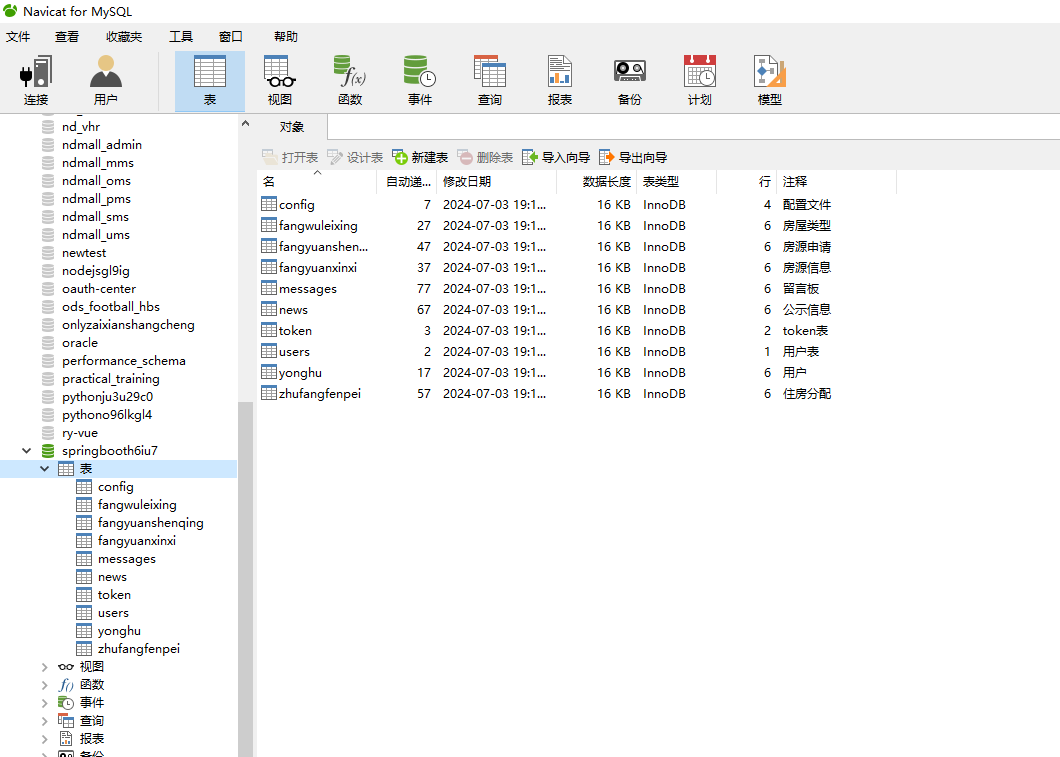 Navicat for MySQL
文件 查看 收藏夹 工具 窗口 帮助
连接 用户 表 视图 函数 事件 查询 报表 备份 计划 模型
nd_vhr
ndmall_admin
ndmall_mms
ndmall_oms
ndmall_pms
ndmall_sms
ndmall_ums
newtest
nodejsgl9ig
oauth-center
ods_football_hbs
onlyzaixianshangcheng
oracle
performance_schema
practical_training
pythonju3u29c0
pythono96lkgl4
ry-vue
springbooth6iu7
表
config
fangwuleixing
fangyuanshenqing
fangyuanxinxi
messages
news
token
users
yonghu
zhufangfenpei
视图
函数
事件
查询
报表
备份
对象
打开表 设计表 新建表 删除表 导入向导 导出向导
名 自动递... 修改日期 数据长度 表类型 行 注释
config 7 2024-07-03 19:1... 16 KB InnoDB 4 配置文件
fangwuleixing 27 2024-07-03 19:1... 16 KB InnoDB 6 房屋类型
fangyuanshen... 47 2024-07-03 19:1... 16 KB InnoDB 6 房源申请
fangyuanxinxi 37 2024-07-03 19:1... 16 KB InnoDB 6 房源信息
messages 77 2024-07-03 19:1... 16 KB InnoDB 6 留言板
news 67 2024-07-03 19:1... 16 KB InnoDB 6 公示信息
token 3 2024-07-03 19:1... 16 KB InnoDB 2 token表
users 2 2024-07-03 19:1... 16 KB InnoDB 1 用户表
yonghu 17 2024-07-03 19:1... 16 KB InnoDB 6 用户
zhufangfenpei 57 2024-07-03 19:1... 16 KB InnoDB 6 住房分配